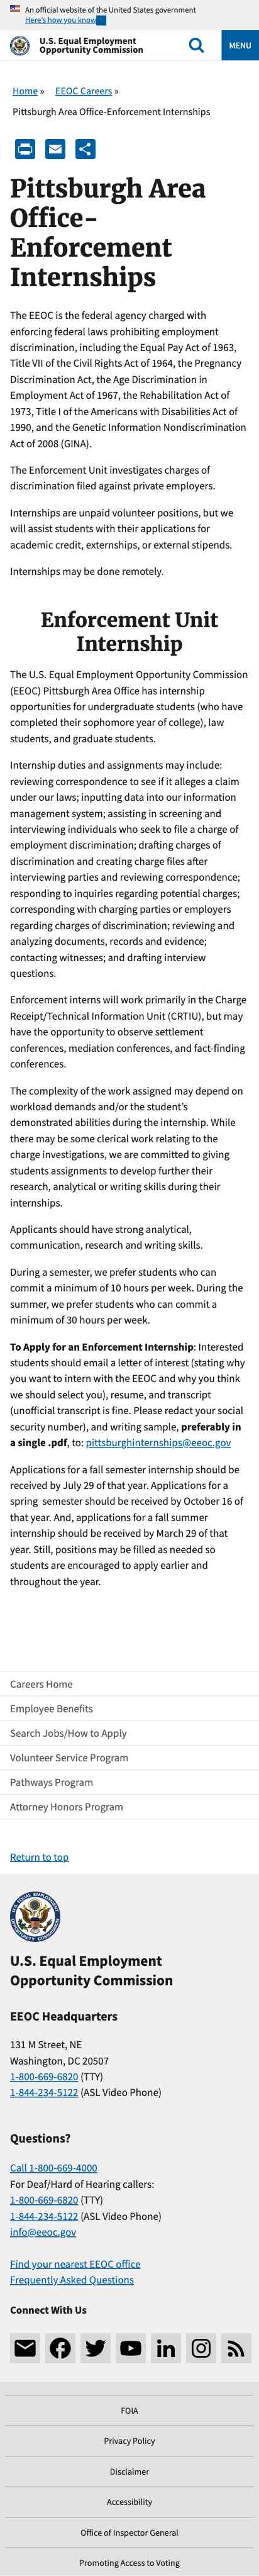 An official website of the United States government
Here's how you know
U.S. Equal Employment
Opportunity Commission
MENU
Home » EEOC Careers »
Pittsburgh Area Office-Enforcement Internships
Pittsburgh Area
Office-
Enforcement
Internships
The EEOC is the federal agency charged with
enforcing federal laws prohibiting employment
discrimination, including the Equal Pay Act of 1963,
Title VII of the Civil Rights Act of 1964, the Pregnancy
Discrimination Act, the Age Discrimination in
Employment Act of 1967, the Rehabilitation Act of
1973, Title I of the Americans with Disabilities Act of
1990, and the Genetic Information Nondiscrimination
Act of 2008 (GINA).
The Enforcement Unit investigates charges of
discrimination filed against private employers.
Internships are unpaid volunteer positions, but we
will assist students with their applications for
academic credit, externships, or external stipends.
Internships may be done remotely.
Enforcement Unit
Internship
The U.S. Equal Employment Opportunity Commission
(EEOC) Pittsburgh Area Office has internship
opportunities for undergraduate students (who have
completed their sophomore year of college), law
students, and graduate students.
Internship duties and assignments may include:
reviewing correspondence to see if it alleges a claim
under our laws; inputting data into our information
management system; assisting in screening and
interviewing individuals who seek to file a charge of
employment discrimination; drafting charges of
discrimination and creating charge files after
interviewing parties and reviewing correspondence;
responding to inquiries regarding potential charges;
corresponding with charging parties or employers
regarding charges of discrimination; reviewing and
analyzing documents, records and evidence;
contacting witnesses; and drafting interview
questions.
Enforcement interns will work primarily in the Charge
Receipt/Technical Information Unit (CRTIU), but may
have the opportunity to observe settlement
conferences, mediation conferences, and fact-finding
conferences.
The complexity of the work assigned may depend on
workload demands and/or the student's
demonstrated abilities during the internship. While
there may be some clerical work relating to the
charge investigations, we are committed to giving
students assignments to develop further their
research, analytical or writing skills during their
internships.
Applicants should have strong analytical,
communication, research and writing skills.
During a semester, we prefer students who can
commit a minimum of 10 hours per week. During the
summer, we prefer students who can commit a
minimum of 30 hours per week.
To Apply for an Enforcement Internship: Interested
students should email a letter of interest (stating why
you want to intern with the EEOC and why you think
we should select you), resume, and transcript
(unofficial transcript is fine. Please redact your social
security number), and writing sample, preferably in
a single .pdf, to: pittsburghinternships@eeoc.gov
Applications for a fall semester internship should be
received by July 29 of that year. Applications for a
spring semester should be received by October 16 of
that year. And, applications for a fall summer
internship should be received by March 29 of that
year. Still, positions may be filled as needed so
students are encouraged to apply earlier and
throughout the year.
Careers Home
Employee Benefits
Search Jobs/How to Apply
Volunteer Service Program
Pathways Program
Attorney Honors Program
Return to top
U.S. Equal Employment
Opportunity Commission
EEOC Headquarters
131 M Street, NE
Washington, DC 20507
1-800-669-6820 (TTY)
1-844-234-5122 (ASL Video Phone)
Questions?
Call 1-800-669-4000
For Deaf/Hard of Hearing callers:
1-800-669-6820 (TTY)
1-844-234-5122 (ASL Video Phone)
info@eeoc.gov
Find your nearest EEOC office
Frequently Asked Questions
Connect With Us
FOIA
Privacy Policy
Disclaimer
Accessibility
Office of Inspector General
Promoting Access to Voting